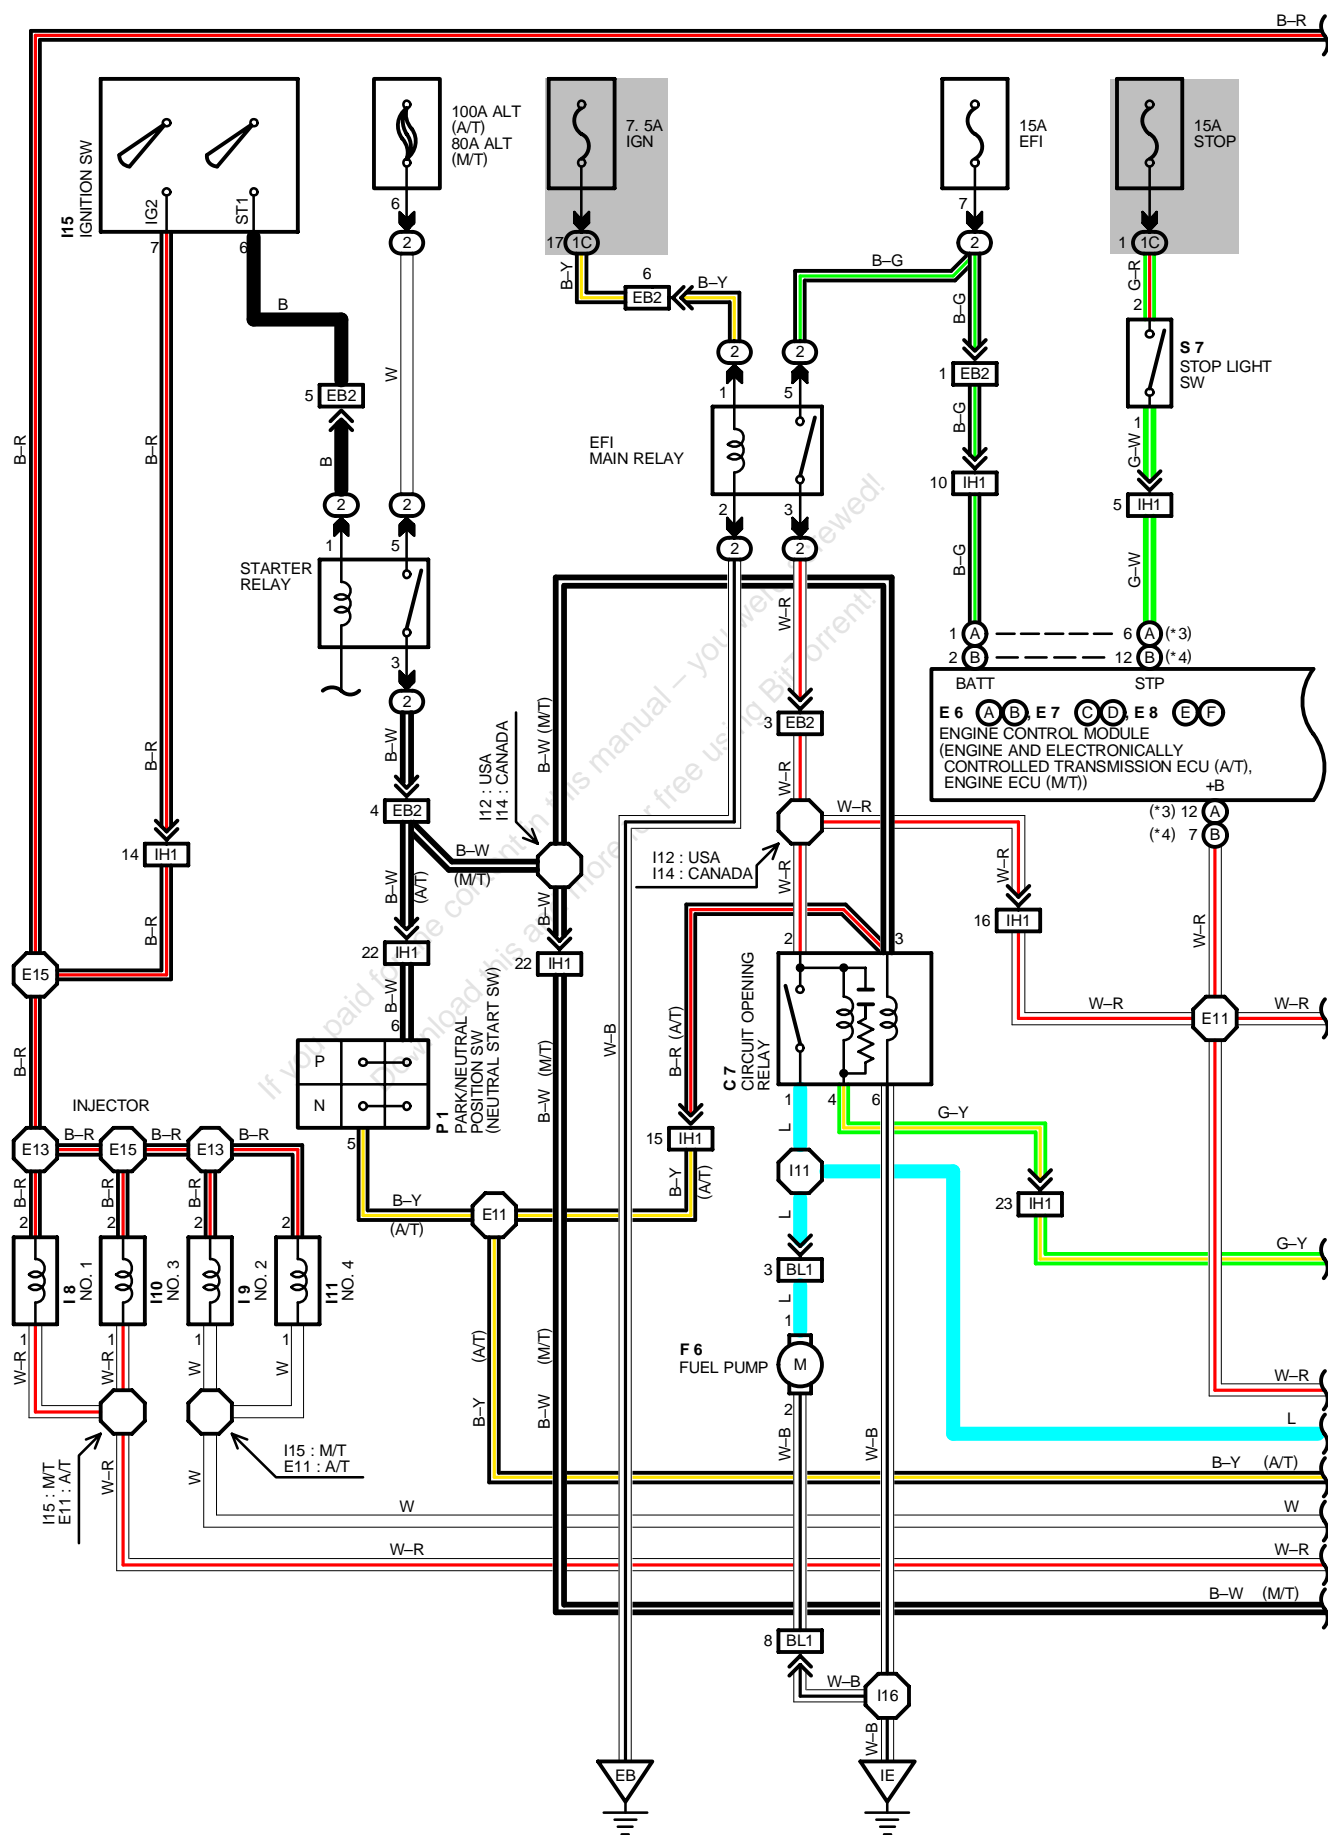 B–R
I15
IGNITION SW
IG2
ST1
7
6
100A ALT
(A/T)
80A ALT
(M/T)
6
2
7. 5A
IGN
17
1C
15A
EFI
7
2
15A
STOP
1
1C
B–Y
6
EB2
B–Y
B–G
B–G
G–R
2
S 7
STOP LIGHT
SW
1
G–W
B
W
5
EB2
B
2
2
2
2
1
5
EFI
MAIN RELAY
2
3
2
2
1
EB2
B–G
10
IH1
B–G
5
IH1
G–W
B–R
B–R
1
5
STARTER
RELAY
3
2
W–R
1
A
6
A
(*3)
2
B
12
B
(*4)
BATT
STP
E 6
A
B
, E 7
C
D
, E 8
E
F
ENGINE CONTROL MODULE
(ENGINE AND ELECTRONICALLY
CONTROLLED TRANSMISSION ECU (A/T),
ENGINE ECU (M/T))
+B
(*3) 12
A
(*4) 7
B
B–W
B–W (M/T)
I12 : USA
I14 : CANADA
3
EB2
W–R
W–R
B–R
4
EB2
B–W
(M/T)
14
IH1
I12 : USA
I14 : CANADA
W–R
W–R
B–W
(A/T)
B–W
16
IH1
W–R
B–R
22
IH1
22
IH1
2
3
E15
B–W
6
W–R
E11
W–R
P
N
P 1
PARK/NEUTRAL
POSITION SW
(NEUTRAL START SW)
W–B
B–R (A/T)
C 7
CIRCUIT OPENING
RELAY
B–R
B–W (M/T)
1
4
6
G–Y
INJECTOR
E13
B–R
E15
B–R
E13
B–R
5
15
IH1
L
I11
B–R
B–R
B–R
B–Y
(A/T)
B–Y
(A/T)
E11
23
IH1
2
2
2
2
L
G–Y
I 8
NO. 1
I10
NO. 3
I 9
NO. 2
I11
NO. 4
3
BL1
L
1
1
1
1
1
W–R
W–R
W
W
(A/T)
(M/T)
F 6
FUEL PUMP
M
2
W–R
B–Y
B–W
W–B
W–B
L
I15 : M/T
E11 : A/T
W–R
W
I15 : M/T
E11 : A/T
B–Y (A/T)
W
W
W–R
W–R
B–W (M/T)
8
BL1
W–B
I16
W–B
EB
IE